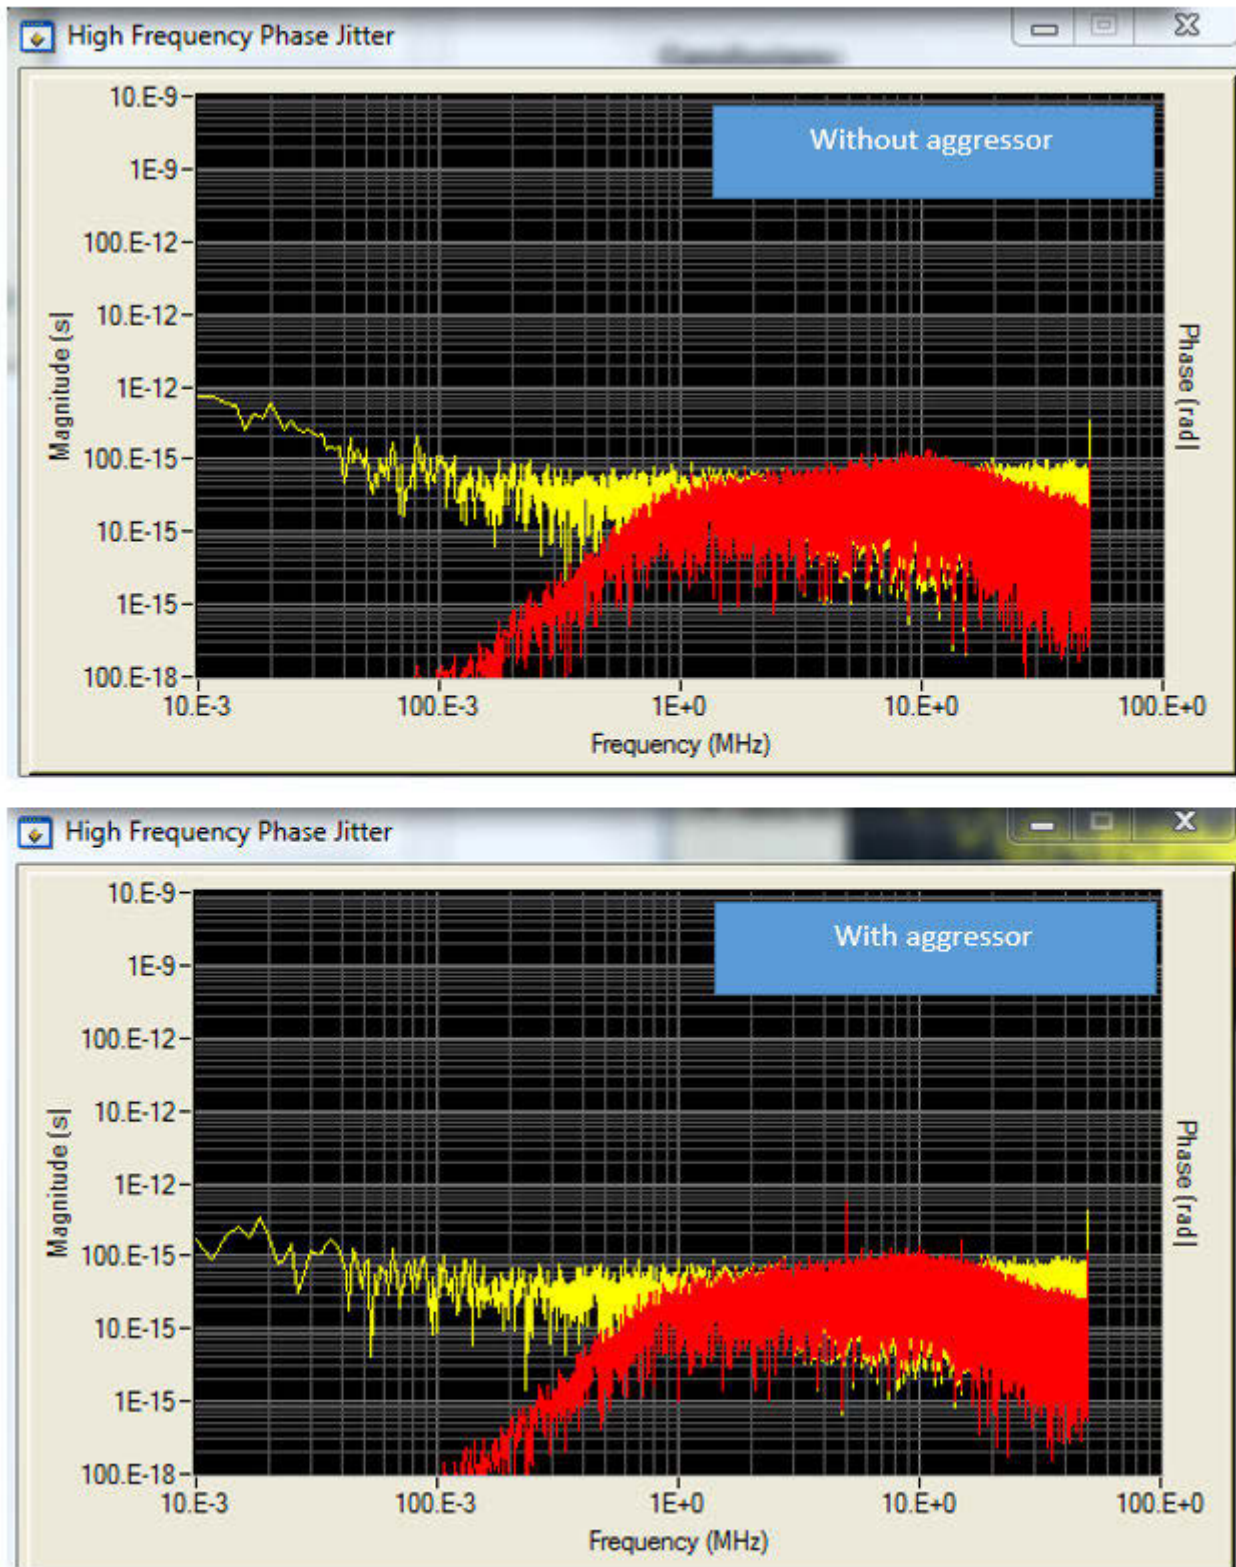 High Frequency Phase Jitter
Without aggressor
10.E-9
1E-9
100.E-12
10.E-12
1E-12
100.E-15
10.E-15
1E-15
100.E-18
Magnitude (s)
Phase (rad)
10.E-3 100.E-3 1E+0 10.E+0 100.E+0
Frequency (MHz)
High Frequency Phase Jitter
With aggressor
10.E-9
1E-9
100.E-12
10.E-12
1E-12
100.E-15
10.E-15
1E-15
100.E-18
Magnitude (s)
Phase (rad)
10.E-3 100.E-3 1E+0 10.E+0 100.E+0
Frequency (MHz)